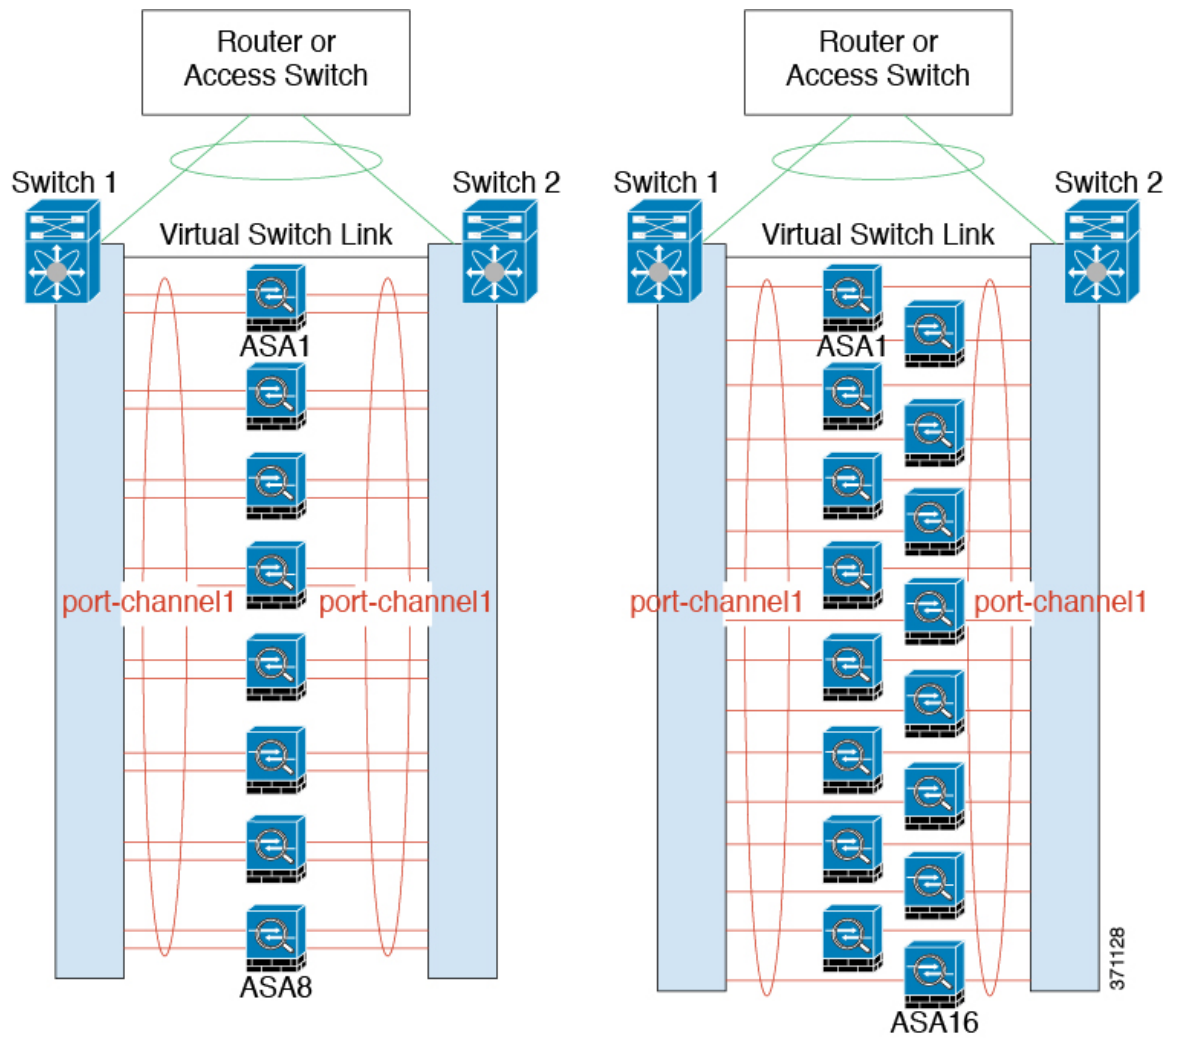 Router or
Access Switch
Switch 1
Switch 2
Virtual Switch Link
ASA1
port-channel1
port-channel1
ASA8
Router or
Access Switch
Switch 1
Switch 2
Virtual Switch Link
ASA1
port-channel1
port-channel1
ASA16
371128